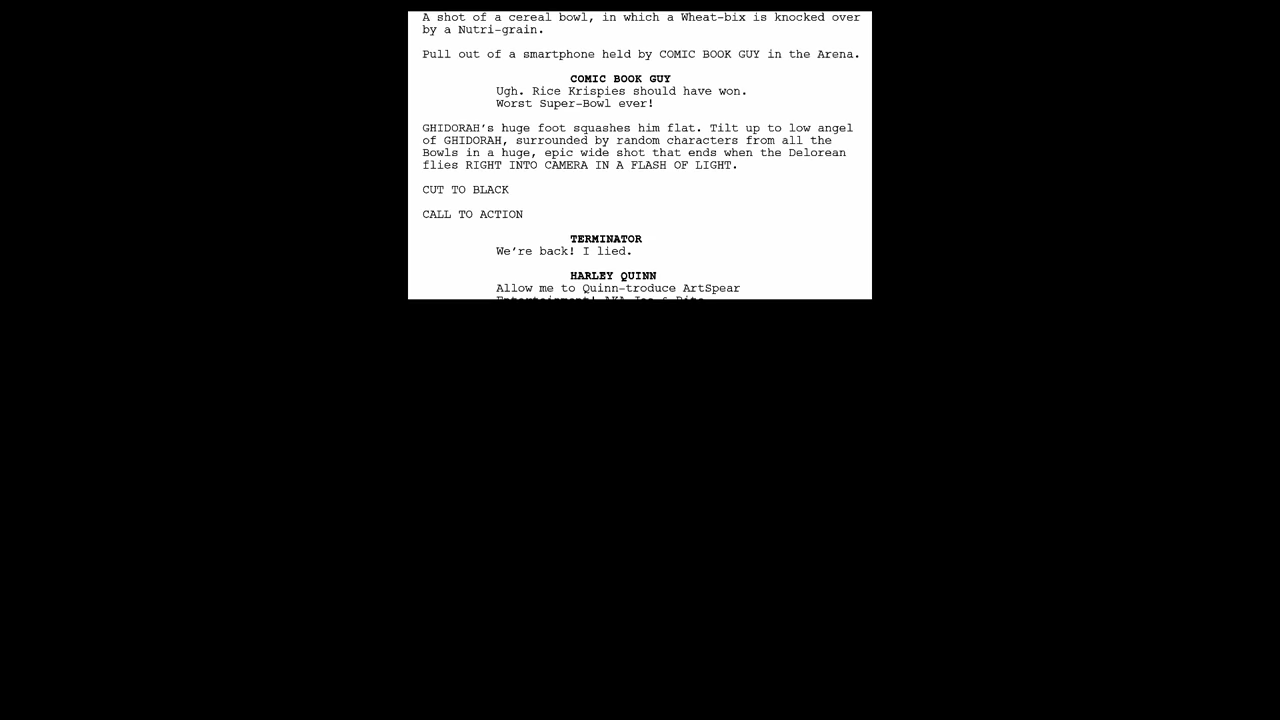 A shot of a cereal bowl, in which a Wheat-bix is knocked over
by a Nutri-grain.
Pull out of a smartphone held by COMIC BOOK GUY in the Arena.
COMIC BOOK GUY
Ugh. Rice Krispies should have won.
Worst Super-Bowl ever!
GHIDORAH's huge foot squashes him flat. Tilt up to low angel
of GHIDORAH, surrounded by random characters from all the
Bowls in a huge, epic wide shot that ends when the Delorean
flies RIGHT INTO CAMERA IN A FLASH OF LIGHT.
CUT TO BLACK
CALL TO ACTION
TERMINATOR
We're back! I lied.
HARLEY QUINN
Allow me to Quinn-troduce ArtSpear
Entertainment! AKA